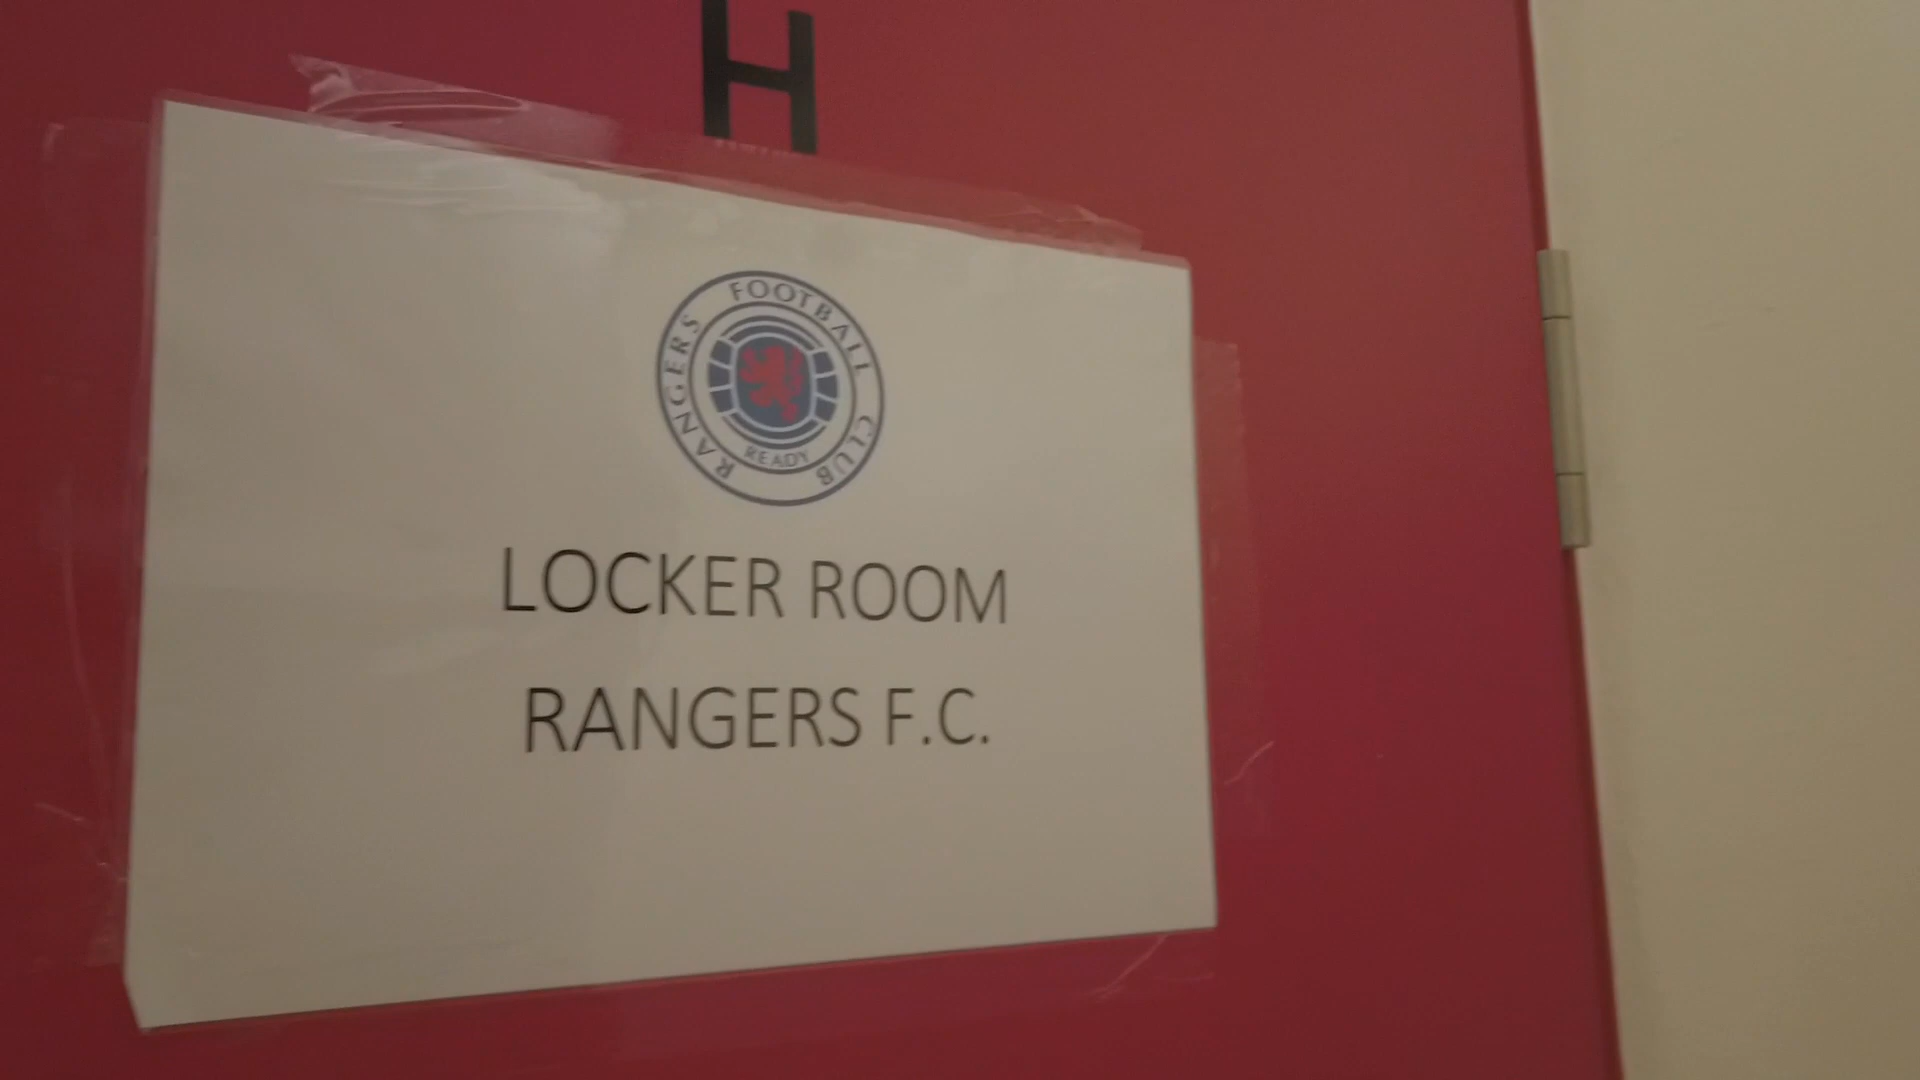 H
RANGERS FOOTBALL CLUB
READY
LOCKER ROOM
RANGERS F.C.